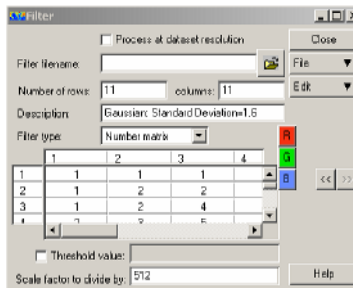 Filter
Process at dataset resolution
Close
Filter filename:
File
Number of rows: 11 columns: 11
Edit
Description: Gaussian: Standard Deviation=1.6
Filter type: Number matrix
R
G
B
1 2 3 4
1 1 1 1
2 1 2 2
3 1 2 4
<< >>
Threshold value:
Scale factor to divide by: 512
Help